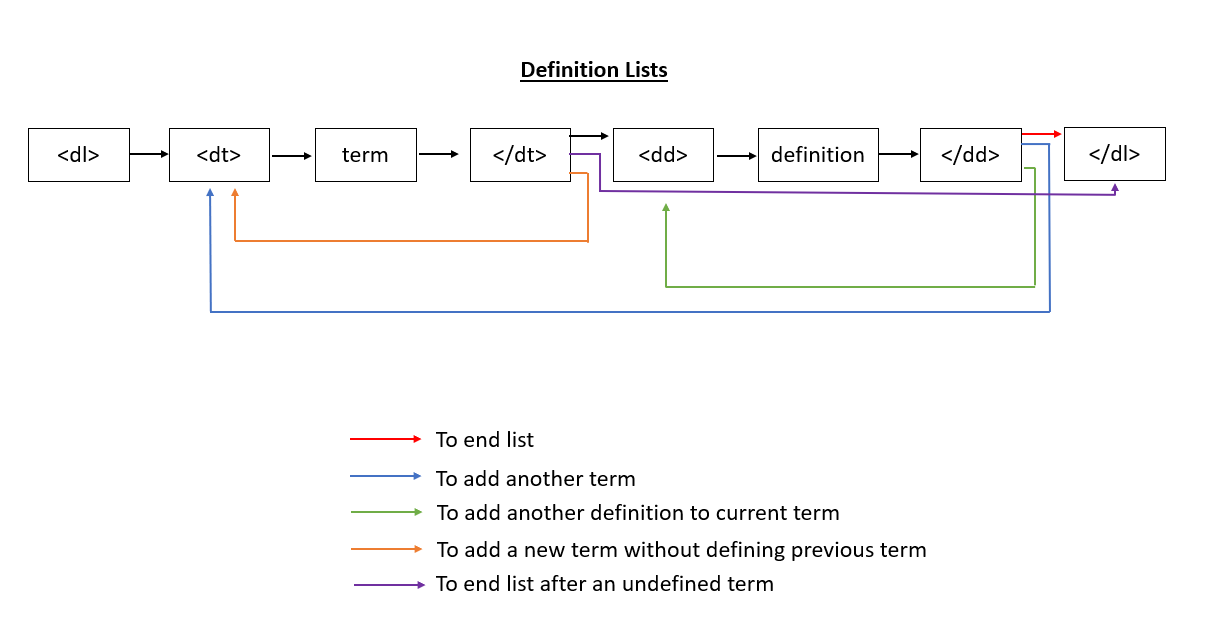 Definition Lists
<dl> <dt> term </dt> <dd> definition </dd> </dl>
To end list
To add another term
To add another definition to current term
To add a new term without defining previous term
To end list after an undefined term